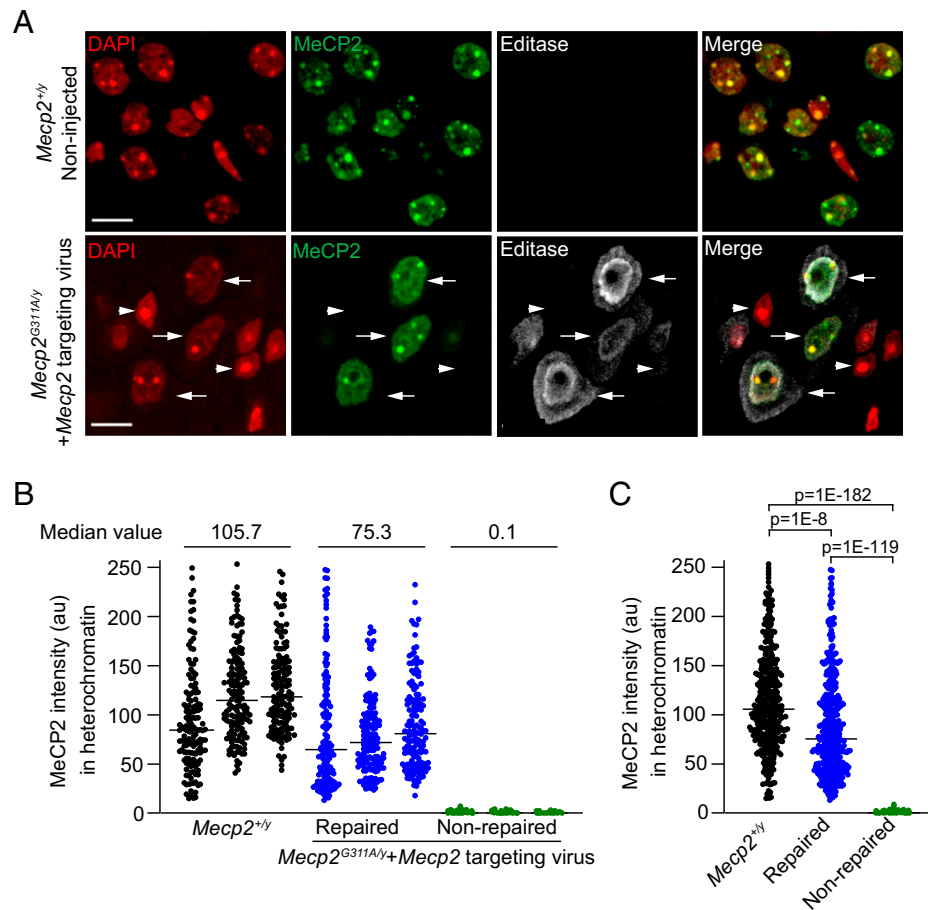 A
DAPI MeCP2 Editase Merge
Mecp2+/y
Non-injected
DAPI MeCP2 Editase Merge
Mecp2G311A/y
+Mecp2 targeting virus
B
Median value 105.7 75.3 0.1
MeCP2 intensity (au)
in heterochromatin
250
200
150
100
50
0
Mecp2+/y Repaired Non-repaired
Mecp2G311A/y+Mecp2 targeting virus
C
p=1E-182
p=1E-8
p=1E-119
MeCP2 intensity (au)
in heterochromatin
250
200
150
100
50
0
Mecp2+/y
Repaired
Non-repaired